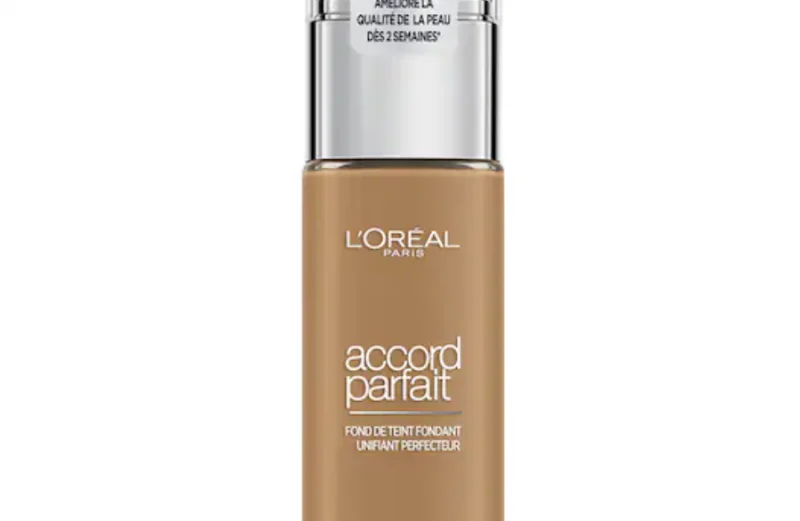 AMÉLIORE LA
QUALITÉ DE LA PEAU
DÈS 2 SEMAINES*
L'ORÉAL
PARIS
accord
parfait
FOND DE TEINT FONDANT
UNIFIANT PERFECTEUR